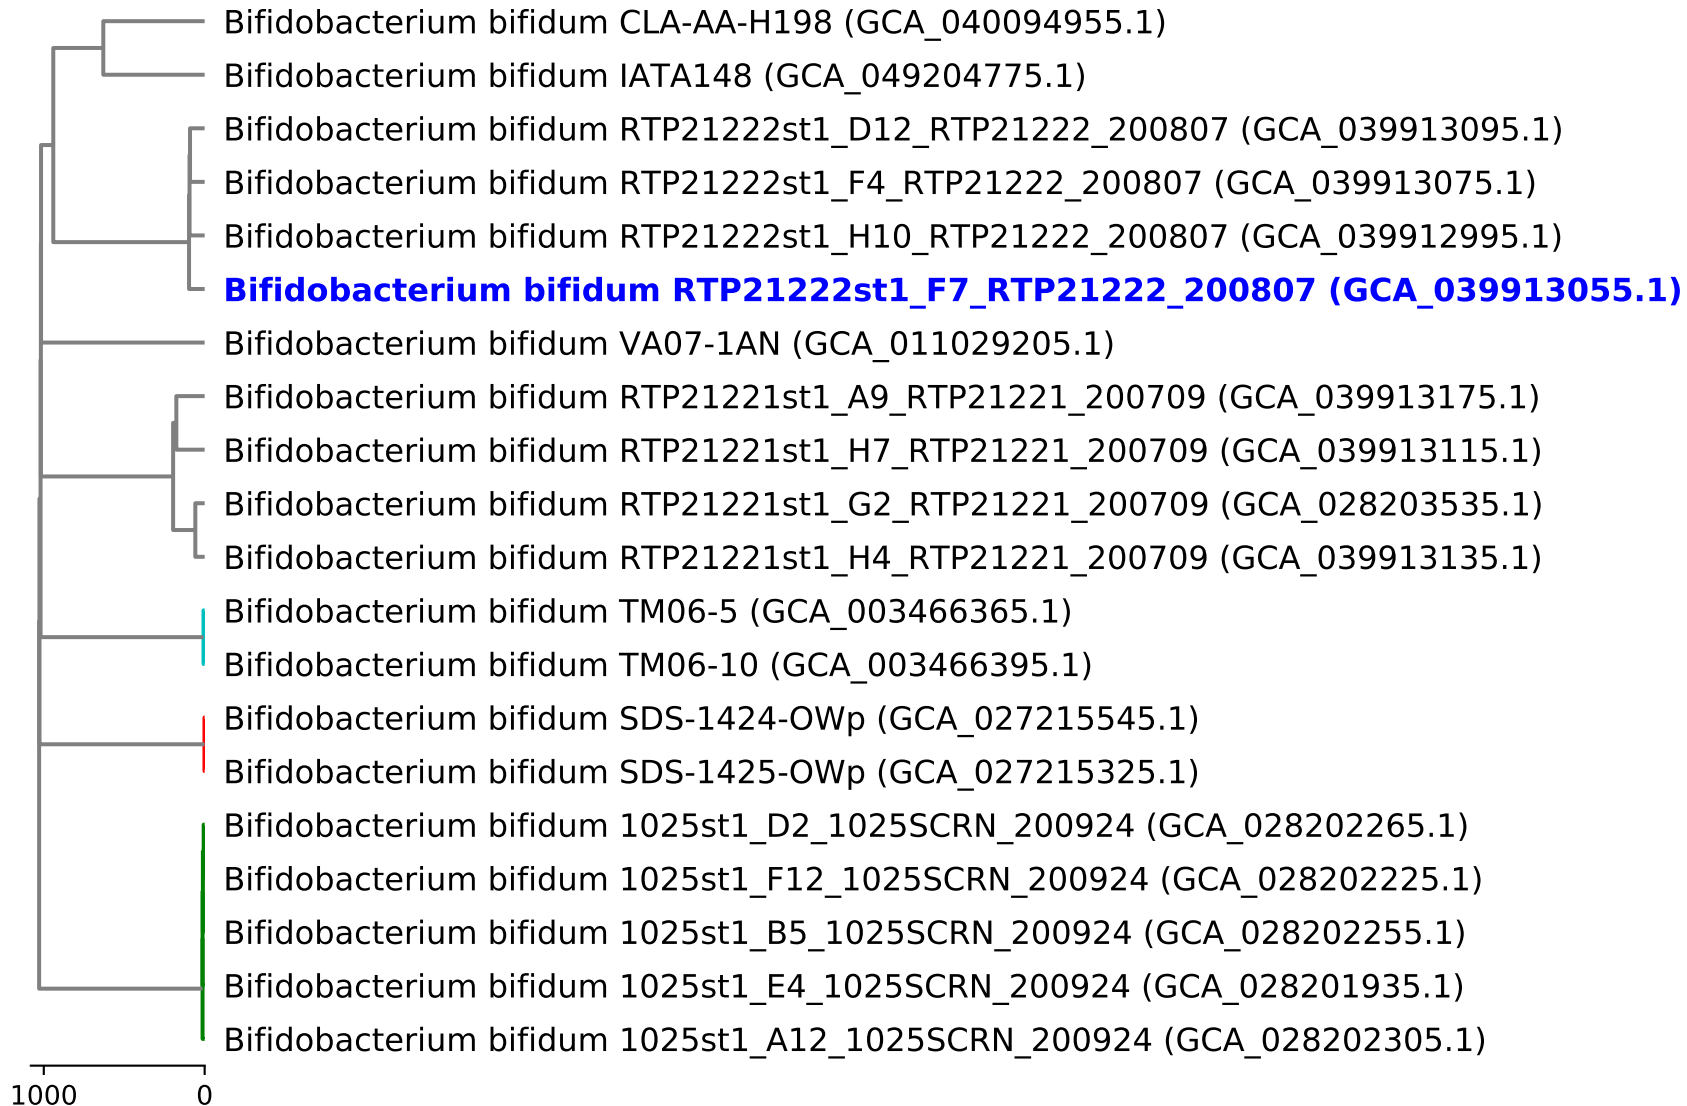 Bifidobacterium bifidum CLA-AA-H198 (GCA_040094955.1)
Bifidobacterium bifidum IATA148 (GCA_049204775.1)
Bifidobacterium bifidum RTP21222st1_D12_RTP21222_200807 (GCA_039913095.1)
Bifidobacterium bifidum RTP21222st1_F4_RTP21222_200807 (GCA_039913075.1)
Bifidobacterium bifidum RTP21222st1_H10_RTP21222_200807 (GCA_039912995.1)
Bifidobacterium bifidum RTP21222st1_F7_RTP21222_200807 (GCA_039913055.1)
Bifidobacterium bifidum VA07-1AN (GCA_011029205.1)
Bifidobacterium bifidum RTP21221st1_A9_RTP21221_200709 (GCA_039913175.1)
Bifidobacterium bifidum RTP21221st1_H7_RTP21221_200709 (GCA_039913115.1)
Bifidobacterium bifidum RTP21221st1_G2_RTP21221_200709 (GCA_028203535.1)
Bifidobacterium bifidum RTP21221st1_H4_RTP21221_200709 (GCA_039913135.1)
Bifidobacterium bifidum TM06-5 (GCA_003466365.1)
Bifidobacterium bifidum TM06-10 (GCA_003466395.1)
Bifidobacterium bifidum SDS-1424-OWp (GCA_027215545.1)
Bifidobacterium bifidum SDS-1425-OWp (GCA_027215325.1)
Bifidobacterium bifidum 1025st1_D2_1025SCRN_200924 (GCA_028202265.1)
Bifidobacterium bifidum 1025st1_F12_1025SCRN_200924 (GCA_028202225.1)
Bifidobacterium bifidum 1025st1_B5_1025SCRN_200924 (GCA_028202255.1)
Bifidobacterium bifidum 1025st1_E4_1025SCRN_200924 (GCA_028201935.1)
Bifidobacterium bifidum 1025st1_A12_1025SCRN_200924 (GCA_028202305.1)
1000 0